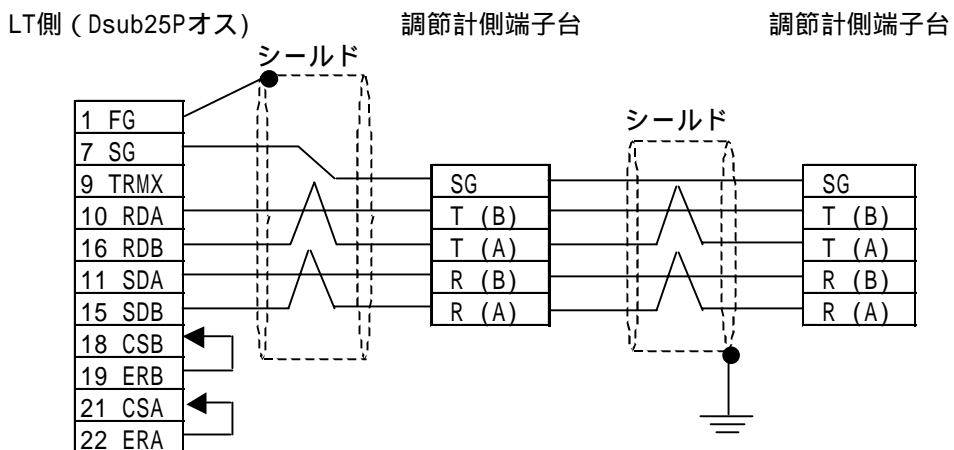 LT側 (Dsub25Pオス)
調節計側端子台
調節計側端子台
シールド
シールド
1 FG
7 SG
9 TRMX
10 RDA
16 RDB
11 SDA
15 SDB
18 CSB
19 ERB
21 CSA
22 ERA
SG
T (B)
T (A)
R (B)
R (A)
SG
T (B)
T (A)
R (B)
R (A)